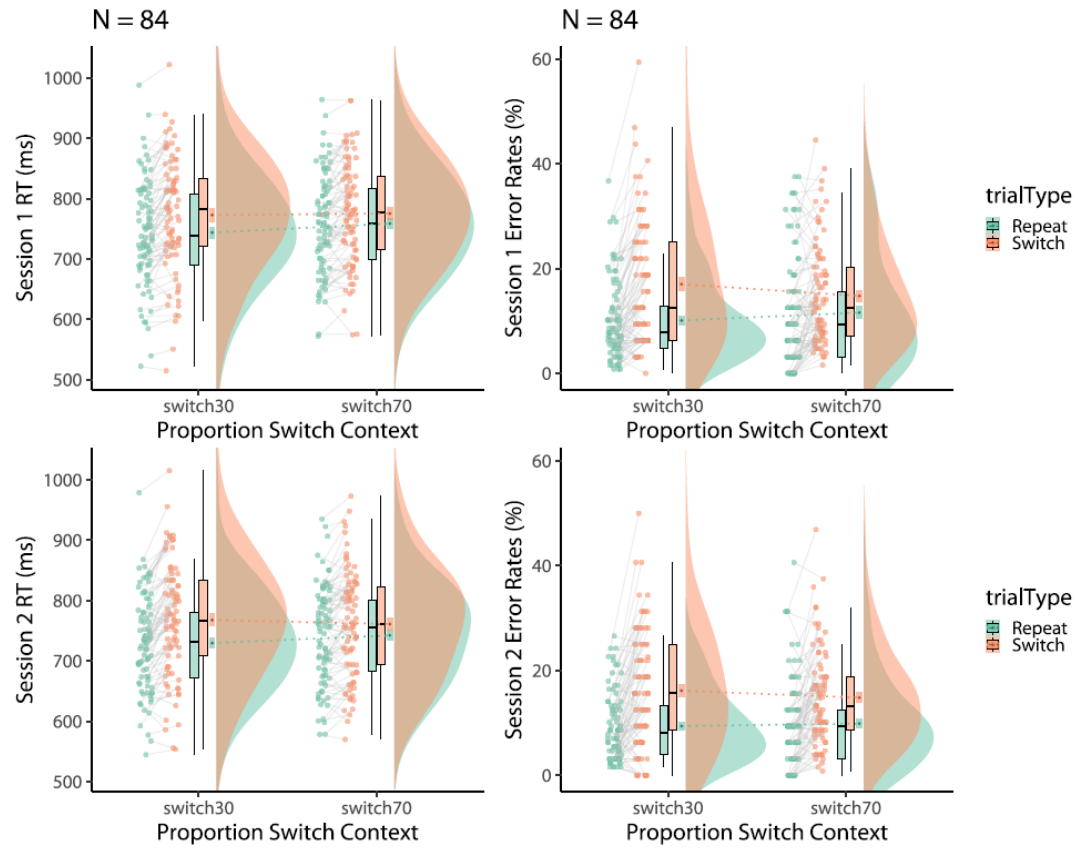 N = 84
N = 84
Session 1 RT (ms)
1000
900
800
700
600
500
switch30
switch70
Proportion Switch Context
Session 1 Error Rates (%)
60
40
20
0
switch30
switch70
Proportion Switch Context
trialType
Repeat
Switch
Session 2 RT (ms)
1000
900
800
700
600
500
switch30
switch70
Proportion Switch Context
Session 2 Error Rates (%)
60
40
20
0
switch30
switch70
Proportion Switch Context
trialType
Repeat
Switch